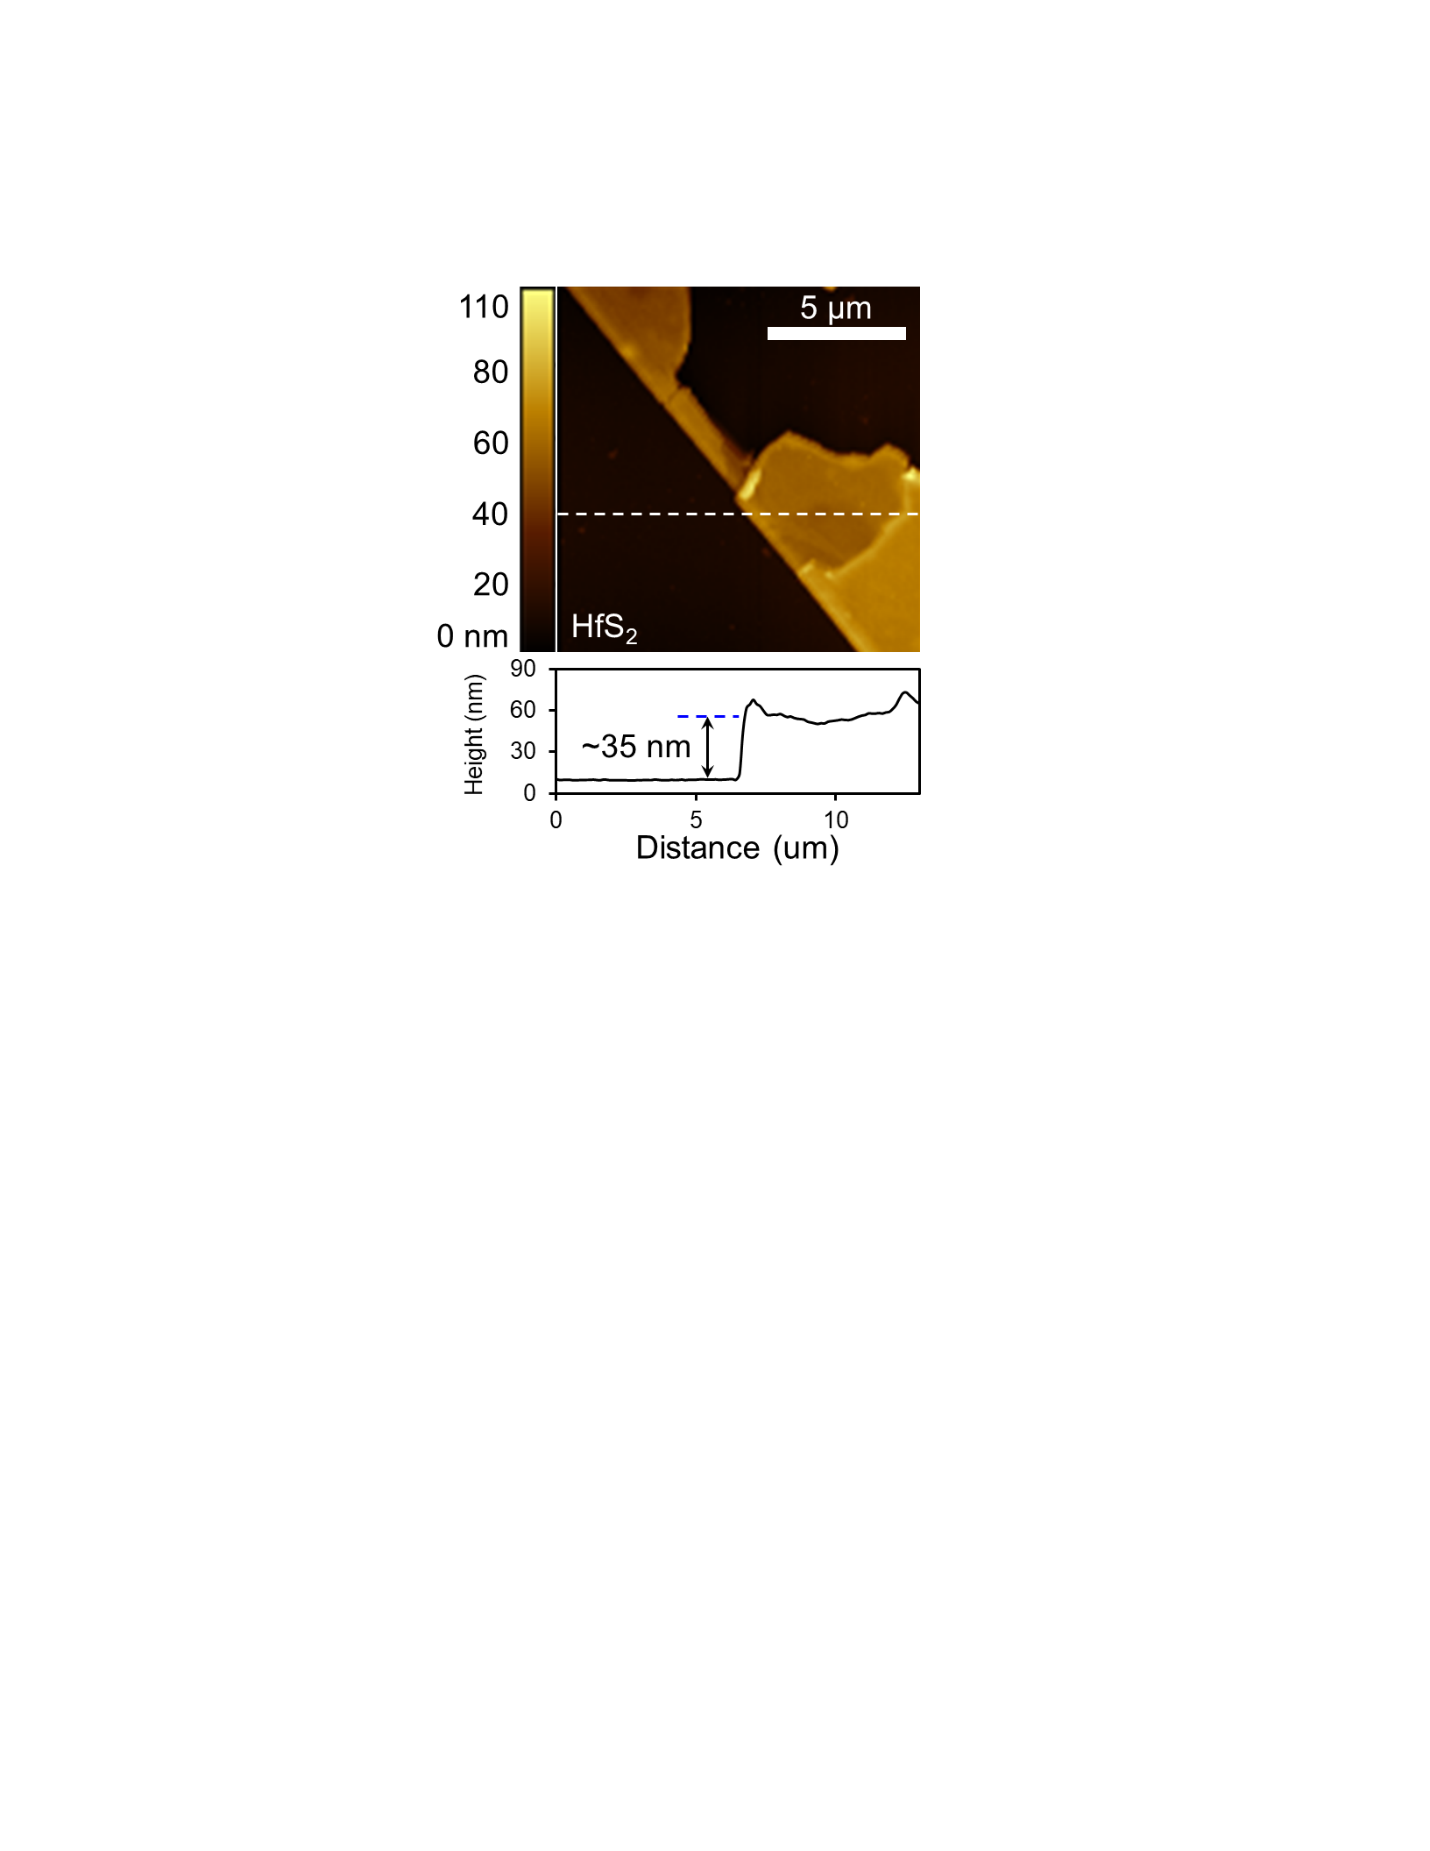 110
80
60
40
20
0 nm
5 μm
HfS₂
Height (nm)
90
60
30
0
~35 nm
0 5 10
Distance (um)